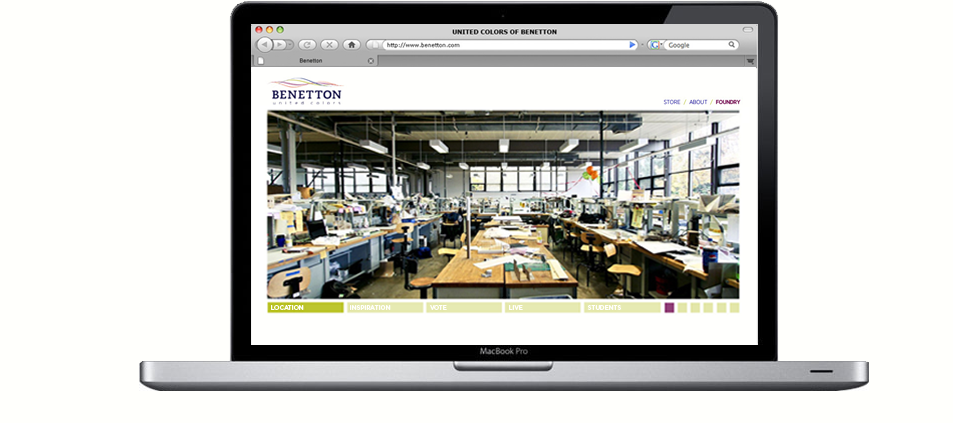 UNITED COLORS OF BENETTON
http://www.benetton.com
Google
Benetton
BENETTON
united colors
STORE / ABOUT / FOUNDRY
LOCATION
INSPIRATION
VOTE
LIVE
STUDENTS
MacBook Pro